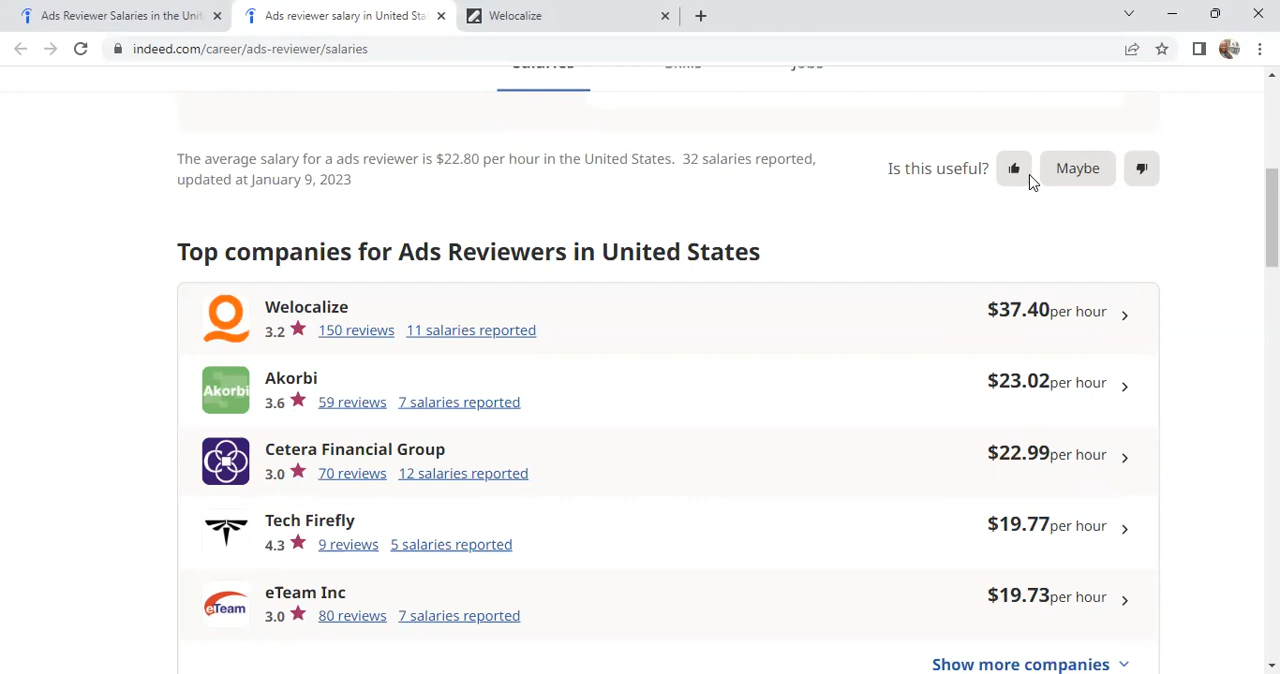 Ads Reviewer Salaries in the Unit
Ads reviewer salary in United Sta
Welocalize
indeed.com/career/ads-reviewer/salaries
Salaries
Skills
Jobs
The average salary for a ads reviewer is $22.80 per hour in the United States. 32 salaries reported,
updated at January 9, 2023
Is this useful?
Maybe
Top companies for Ads Reviewers in United States
Welocalize
3.2 150 reviews 11 salaries reported
$37.40 per hour
Akorbi
Akorbi
3.6 59 reviews 7 salaries reported
$23.02 per hour
Cetera Financial Group
3.0 70 reviews 12 salaries reported
$22.99 per hour
Tech Firefly
4.3 9 reviews 5 salaries reported
$19.77 per hour
eTeam
eTeam Inc
3.0 80 reviews 7 salaries reported
$19.73 per hour
Show more companies